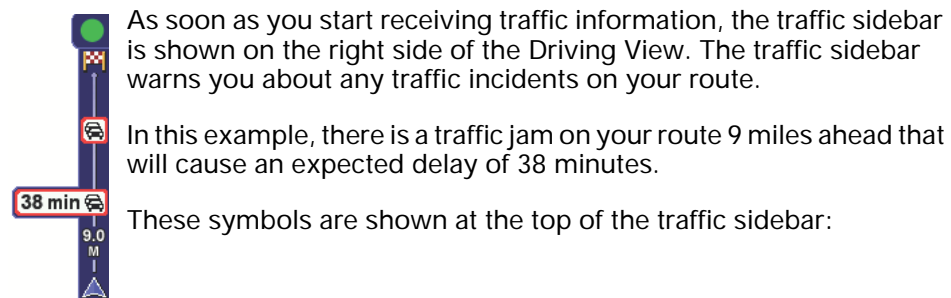 As soon as you start receiving traffic information, the traffic sidebar
is shown on the right side of the Driving View. The traffic sidebar
warns you about any traffic incidents on your route.
In this example, there is a traffic jam on your route 9 miles ahead that
will cause an expected delay of 38 minutes.
38 min
These symbols are shown at the top of the traffic sidebar:
9.0
M